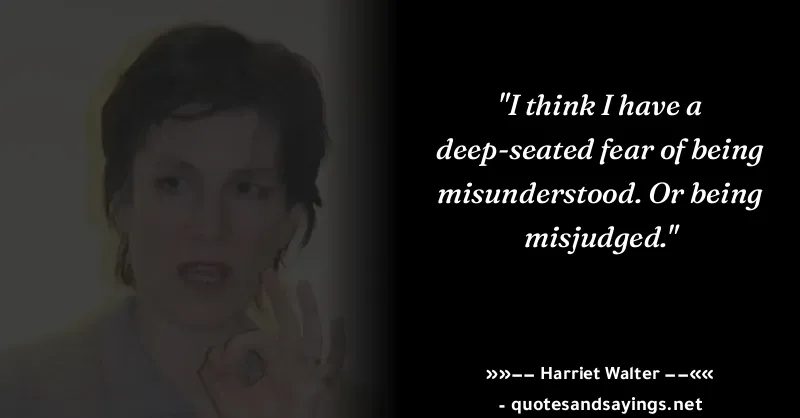 "I think I have a
deep-seated fear of being
misunderstood. Or being
misjudged."
»»–– Harriet Walter ––««
- quotesandsayings.net